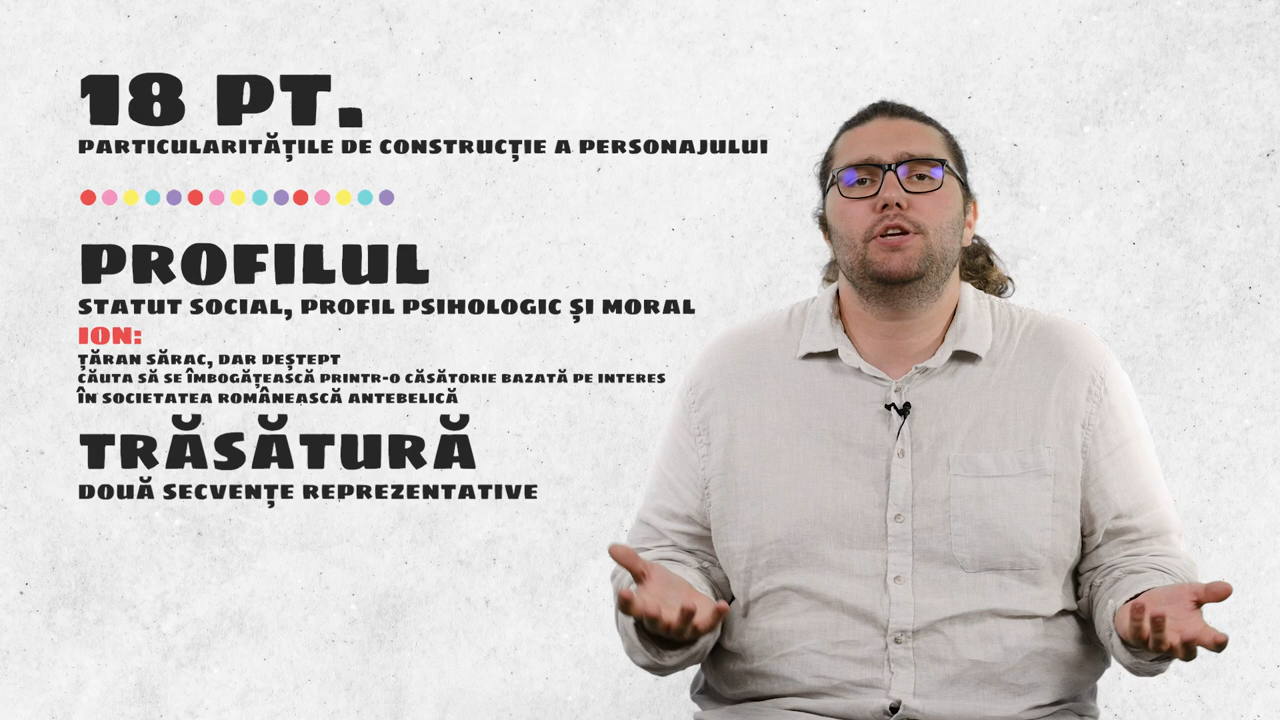 18 PT.
PARTICULARITĂȚILE DE CONSTRUCȚIE A PERSONAJULUI
PROFILUL
STATUT SOCIAL, PROFIL PSIHOLOGIC ȘI MORAL
ION:
ȚĂRAN SĂRAC, DAR DEȘTEPT
CĂUTA SĂ SE ÎMBOGĂȚEASCĂ PRINTR-O CĂSĂTORIE BAZATĂ PE INTERES
ÎN SOCIETATEA ROMÂNEASCĂ ANTEBELICĂ
TRĂSĂTURĂ
DOUĂ SECVENȚE REPREZENTATIVE